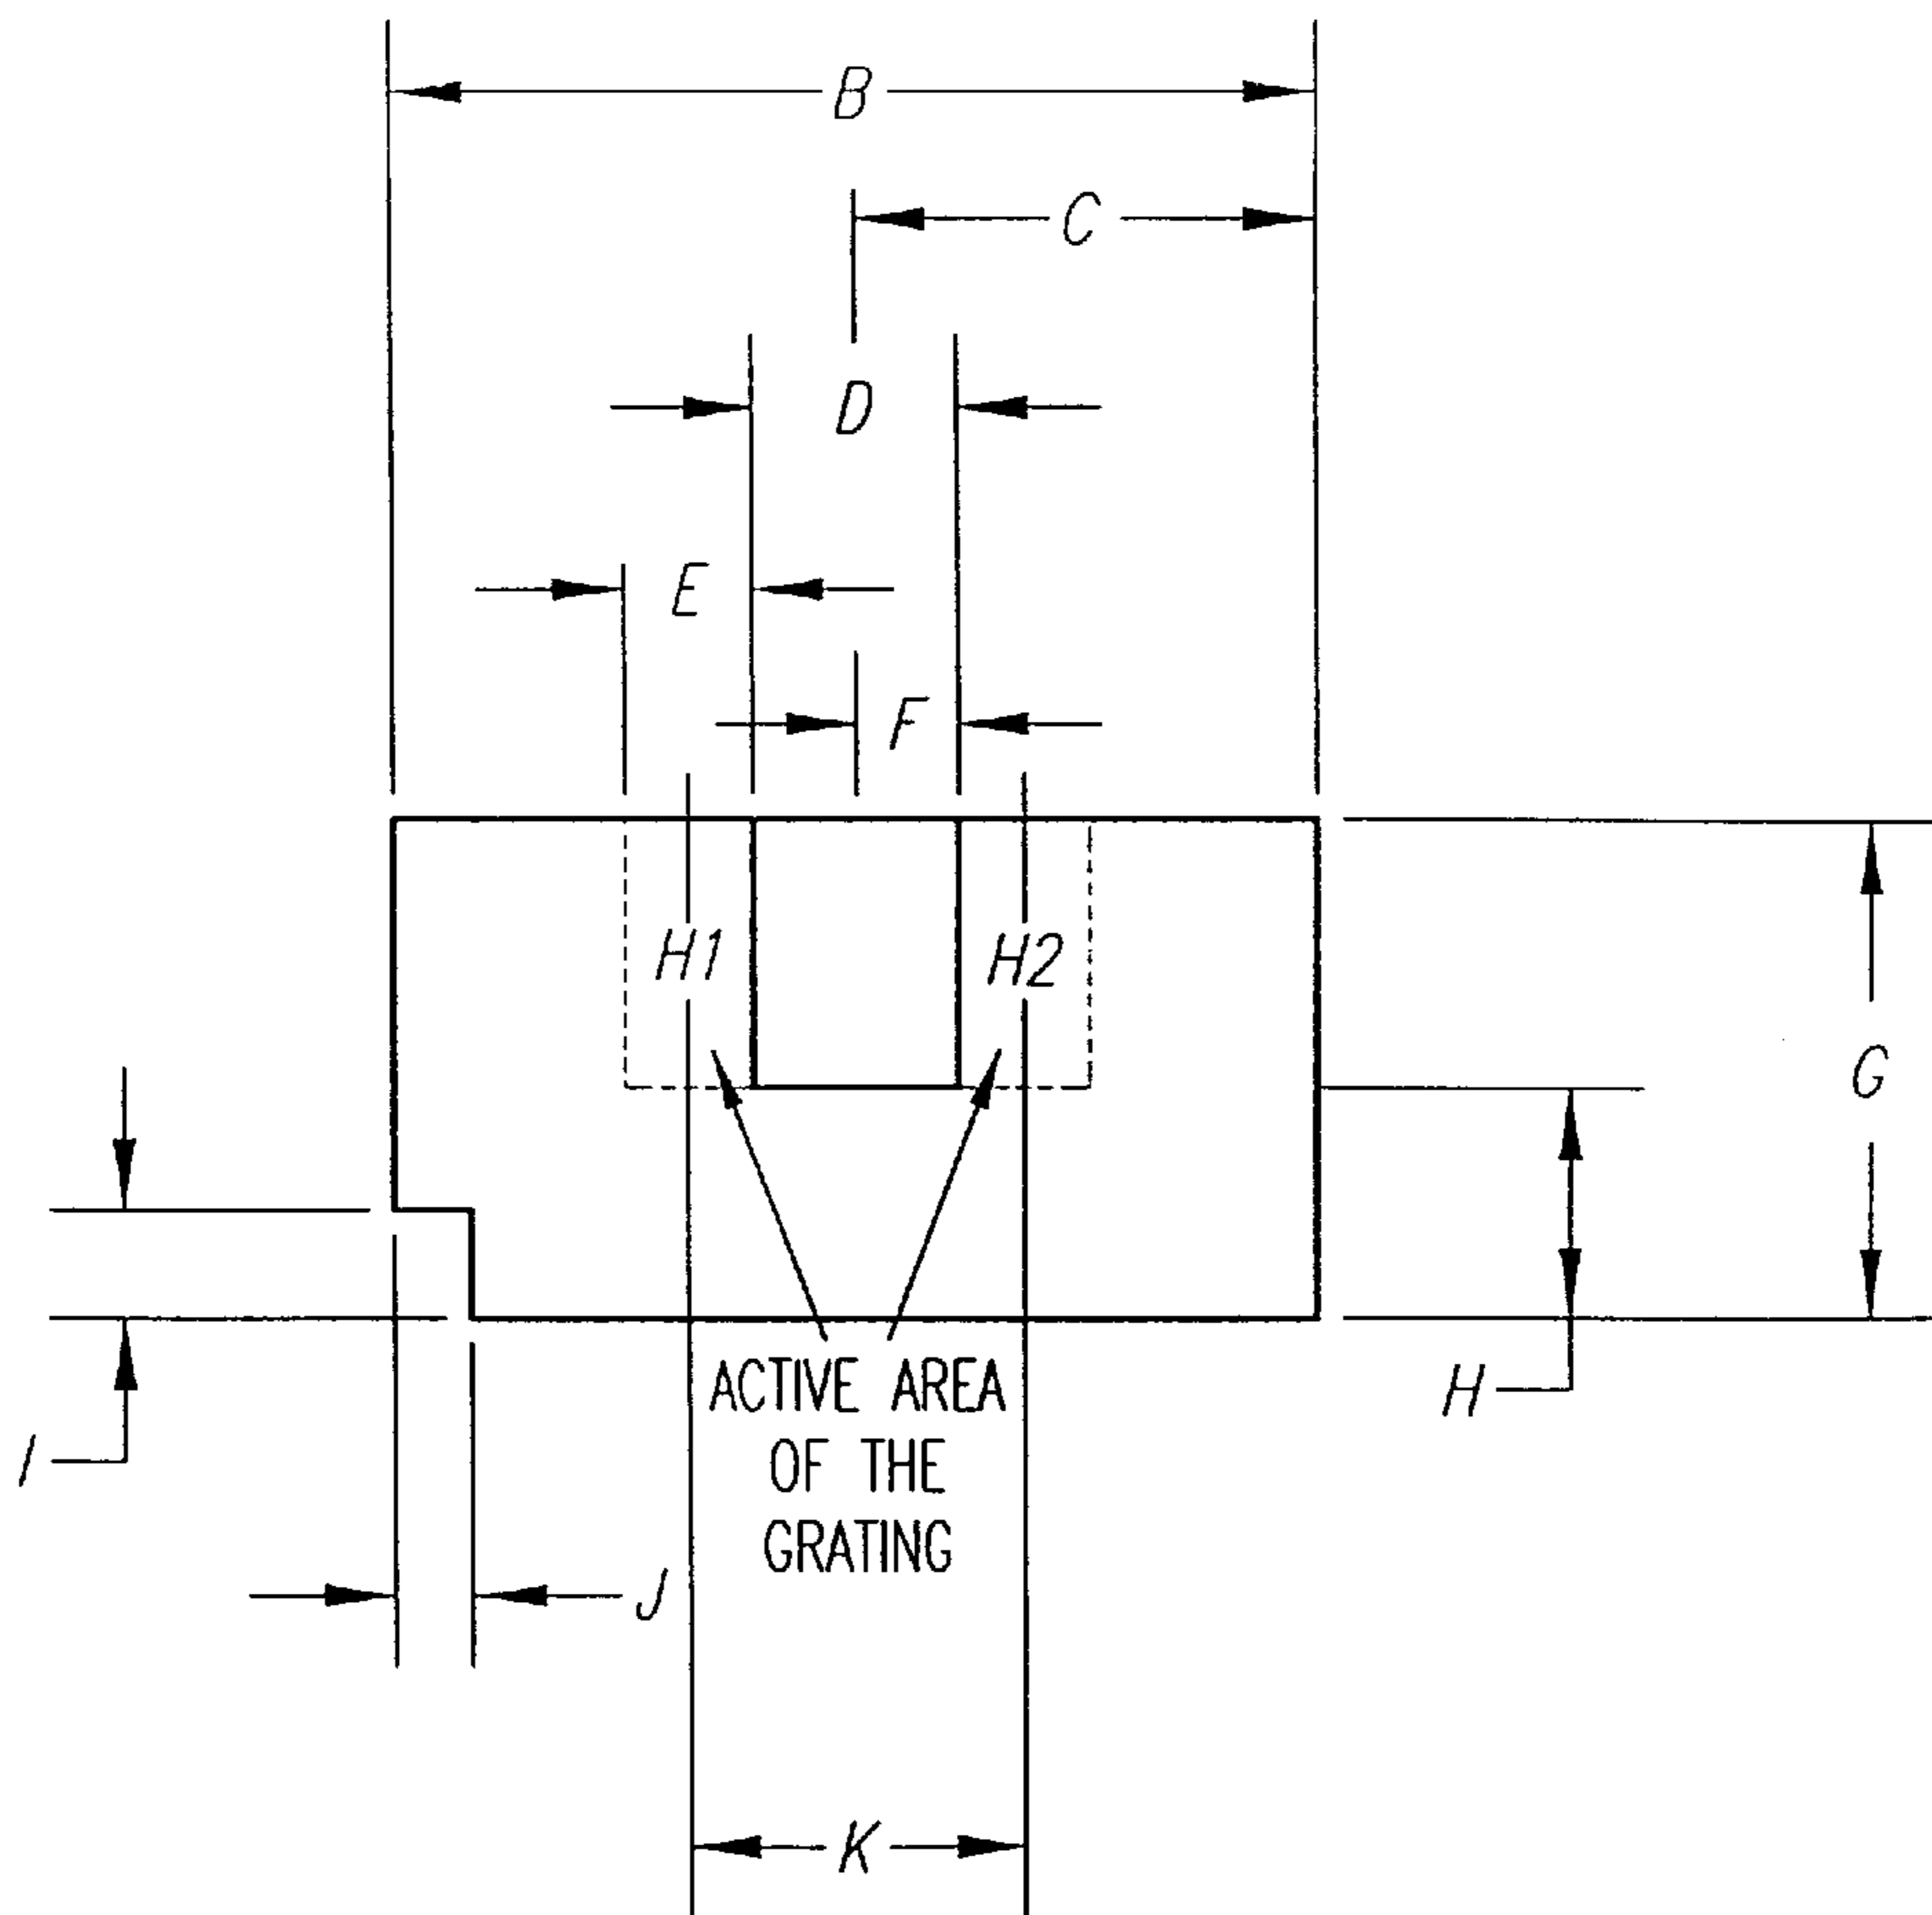 B
C
D
E
F
H1 H2
G
H
I
ACTIVE AREA
OF THE
GRATING
J
K